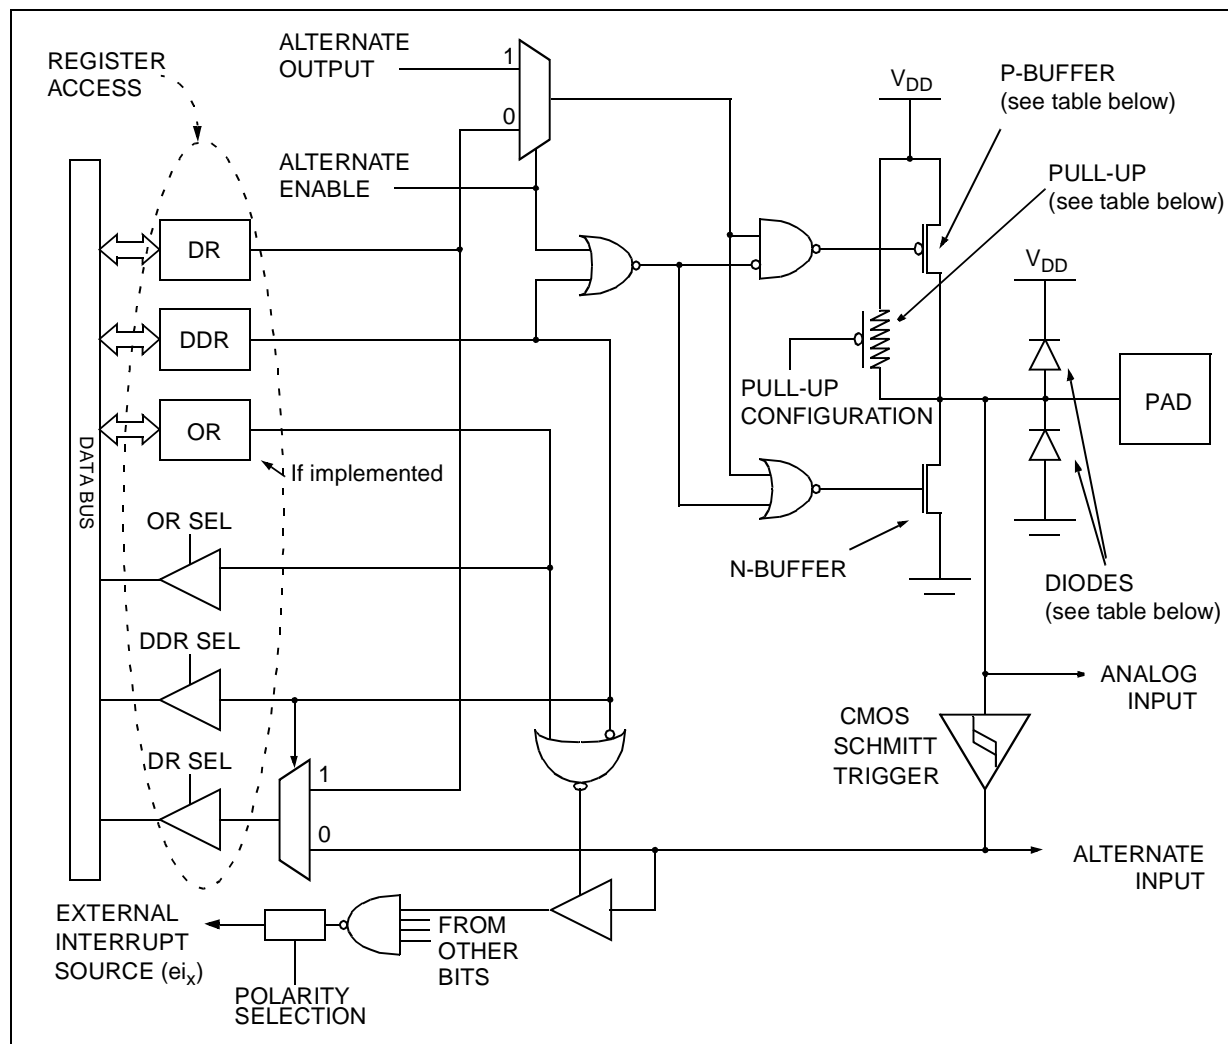 ALTERNATE
OUTPUT
1
0
REGISTER
ACCESS
ALTERNATE
ENABLE
V_DD
P-BUFFER
(see table below)
PULL-UP
(see table below)
DR
DDR
OR
If implemented
DATA BUS
V_DD
PULL-UP
CONFIGURATION
PAD
OR SEL
N-BUFFER
DIODES
(see table below)
DDR SEL
ANALOG
INPUT
CMOS
SCHMITT
TRIGGER
DR SEL
1
0
ALTERNATE
INPUT
EXTERNAL
INTERRUPT
SOURCE (ei_x)
FROM
OTHER
BITS
POLARITY
SELECTION